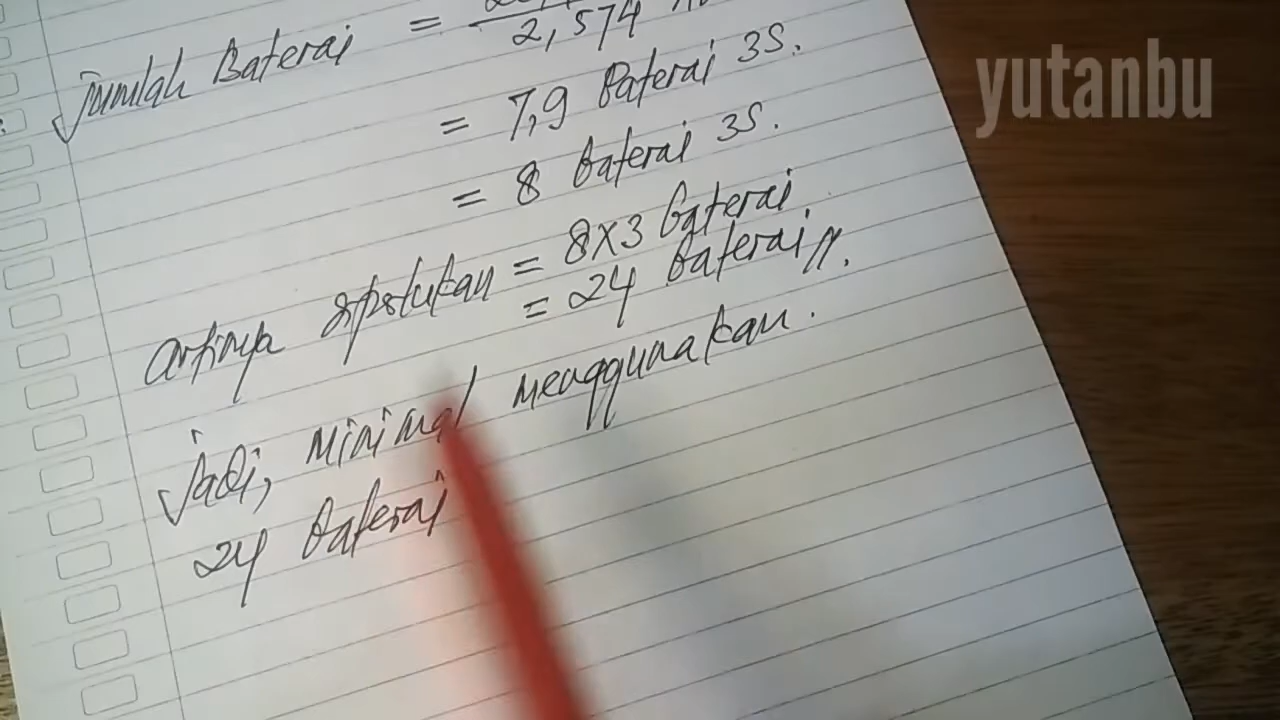 Jumlah Baterai = 2,574
= 7,9 Baterai 3S.
= 8 baterai 3S.
artinya diperlukan = 8x3 baterai
= 24 baterai //.
Jadi, minimal menggunakan.
24 baterai
yutanbu